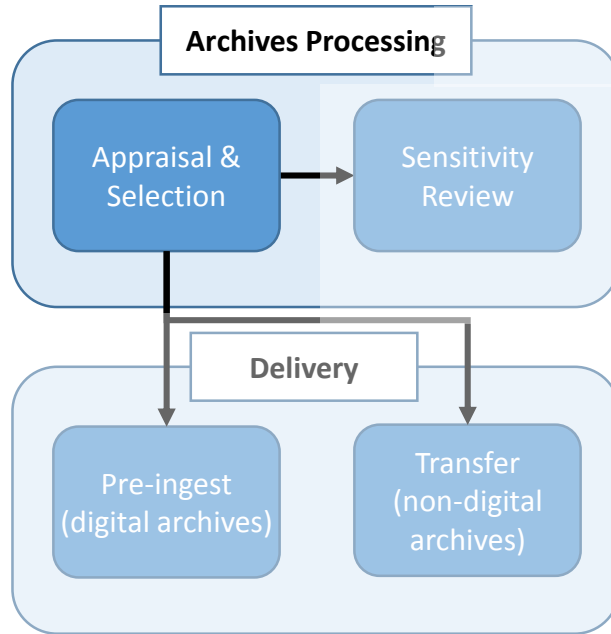 Archives Processing
Appraisal &
Selection
Sensitivity
Review
Delivery
Pre-ingest
(digital archives)
Transfer
(non-digital
archives)